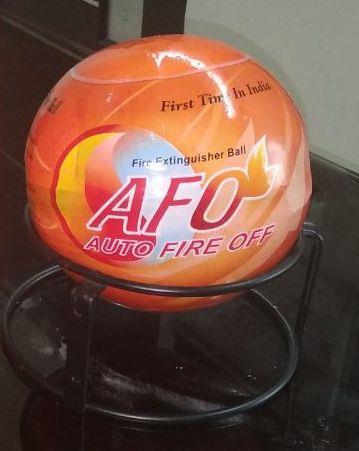 First Time In India
Fire Extinguisher Ball
AFO
AUTO FIRE OFF